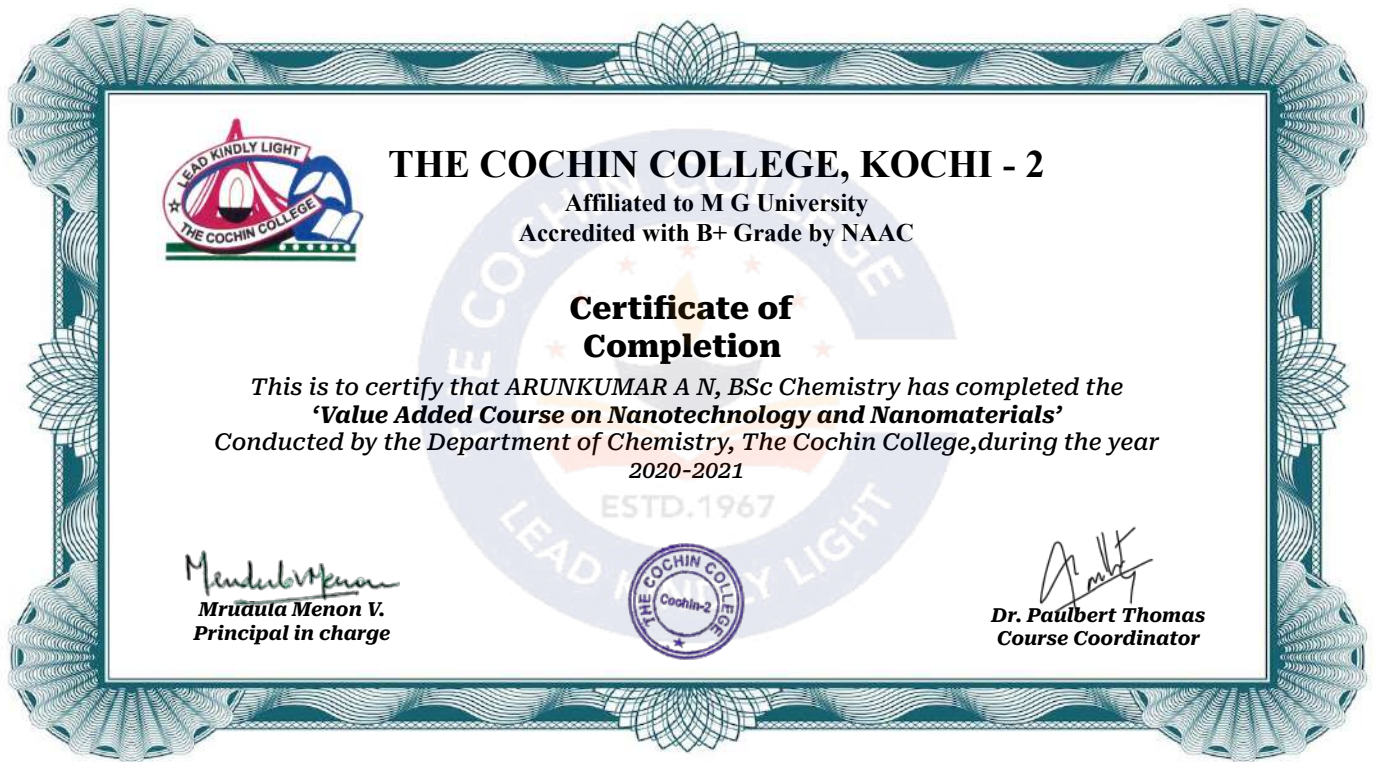 LEAD KINDLY LIGHT
THE COCHIN COLLEGE
THE COCHIN COLLEGE, KOCHI - 2
Affiliated to M G University
Accredited with B+ Grade by NAAC
THE COCHIN COLLEGE
Certificate of
Completion
This is to certify that ARUNKUMAR A N, BSc Chemistry has completed the
‘Value Added Course on Nanotechnology and Nanomaterials’
Conducted by the Department of Chemistry, The Cochin College,during the year
2020-2021
ESTD.1967
LEAD KINDLY LIGHT
Mrudula Menon V.
Principal in charge
THE COCHIN COLLEGE
Cochin-2
Dr. Paulbert Thomas
Course Coordinator